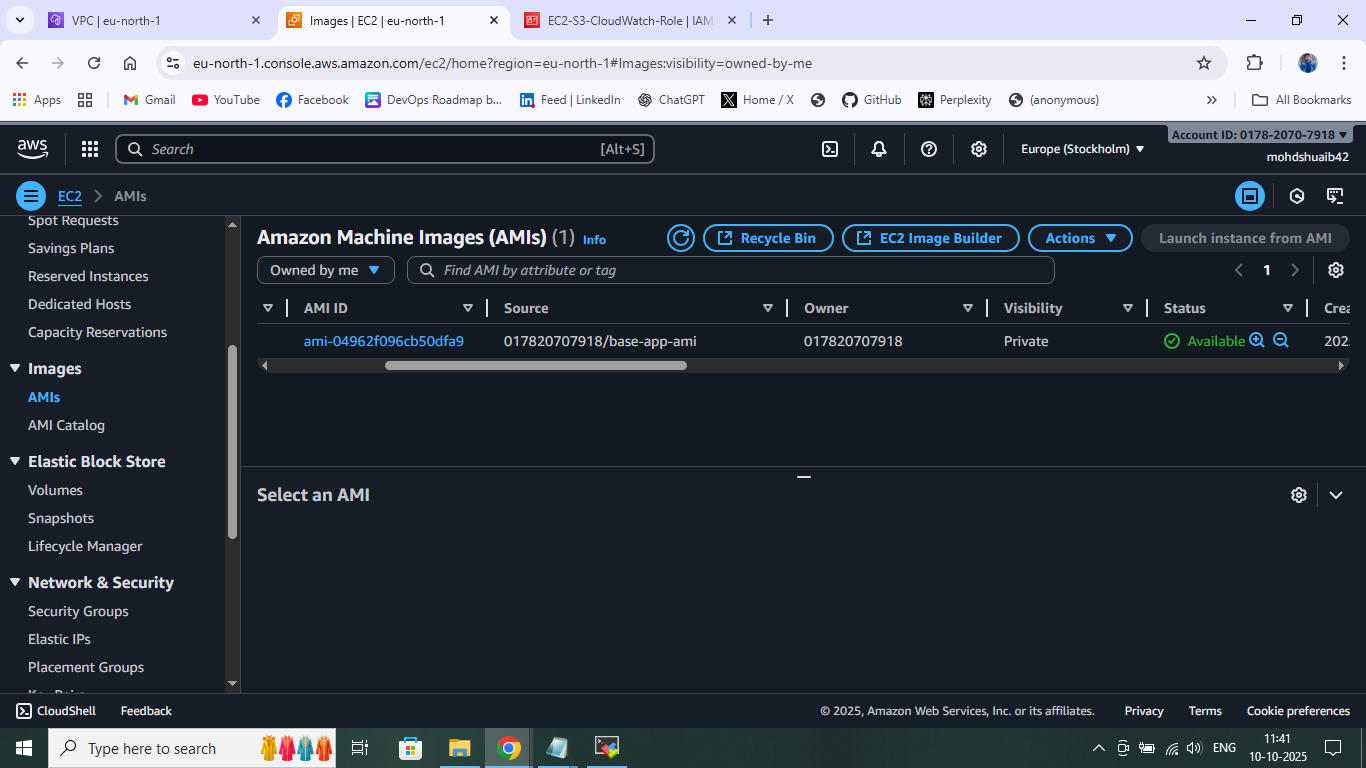 VPC | eu-north-1
Images | EC2 | eu-north-1
EC2-S3-CloudWatch-Role | IAM
eu-north-1.console.aws.amazon.com/ec2/home?region=eu-north-1#Images:visibility=owned-by-me
Apps Gmail YouTube Facebook DevOps Roadmap b... Feed | LinkedIn ChatGPT Home / X GitHub Perplexity (anonymous) All Bookmarks
aws Search [Alt+S] Europe (Stockholm) Account ID: 0178-2070-7918
mohdshuaib42
EC2 AMIs
Spot Requests
Savings Plans
Reserved Instances
Dedicated Hosts
Capacity Reservations
Images
AMIs
AMI Catalog
Elastic Block Store
Volumes
Snapshots
Lifecycle Manager
Network & Security
Security Groups
Elastic IPs
Placement Groups
Amazon Machine Images (AMIs) (1) Info Recycle Bin EC2 Image Builder Actions Launch instance from AMI
Owned by me Find AMI by attribute or tag 1
AMI ID Source Owner Visibility Status Crea
ami-04962f096cb50dfa9 017820707918/base-app-ami 017820707918 Private Available 202
Select an AMI
CloudShell Feedback © 2025, Amazon Web Services, Inc. or its affiliates. Privacy Terms Cookie preferences
Type here to search ENG 11:41
10-10-2025